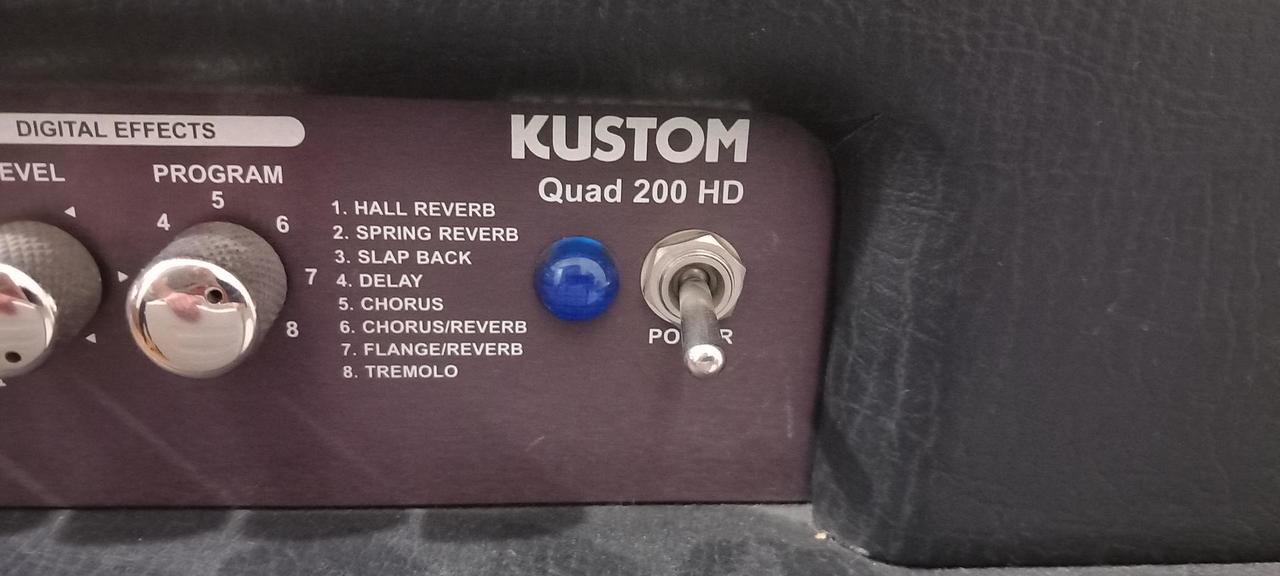 DIGITAL EFFECTS
KUSTOM
Quad 200 HD
EVEL
PROGRAM
4
5
6
7
8
1. HALL REVERB
2. SPRING REVERB
3. SLAP BACK
4. DELAY
5. CHORUS
6. CHORUS/REVERB
7. FLANGE/REVERB
8. TREMOLO
PO R